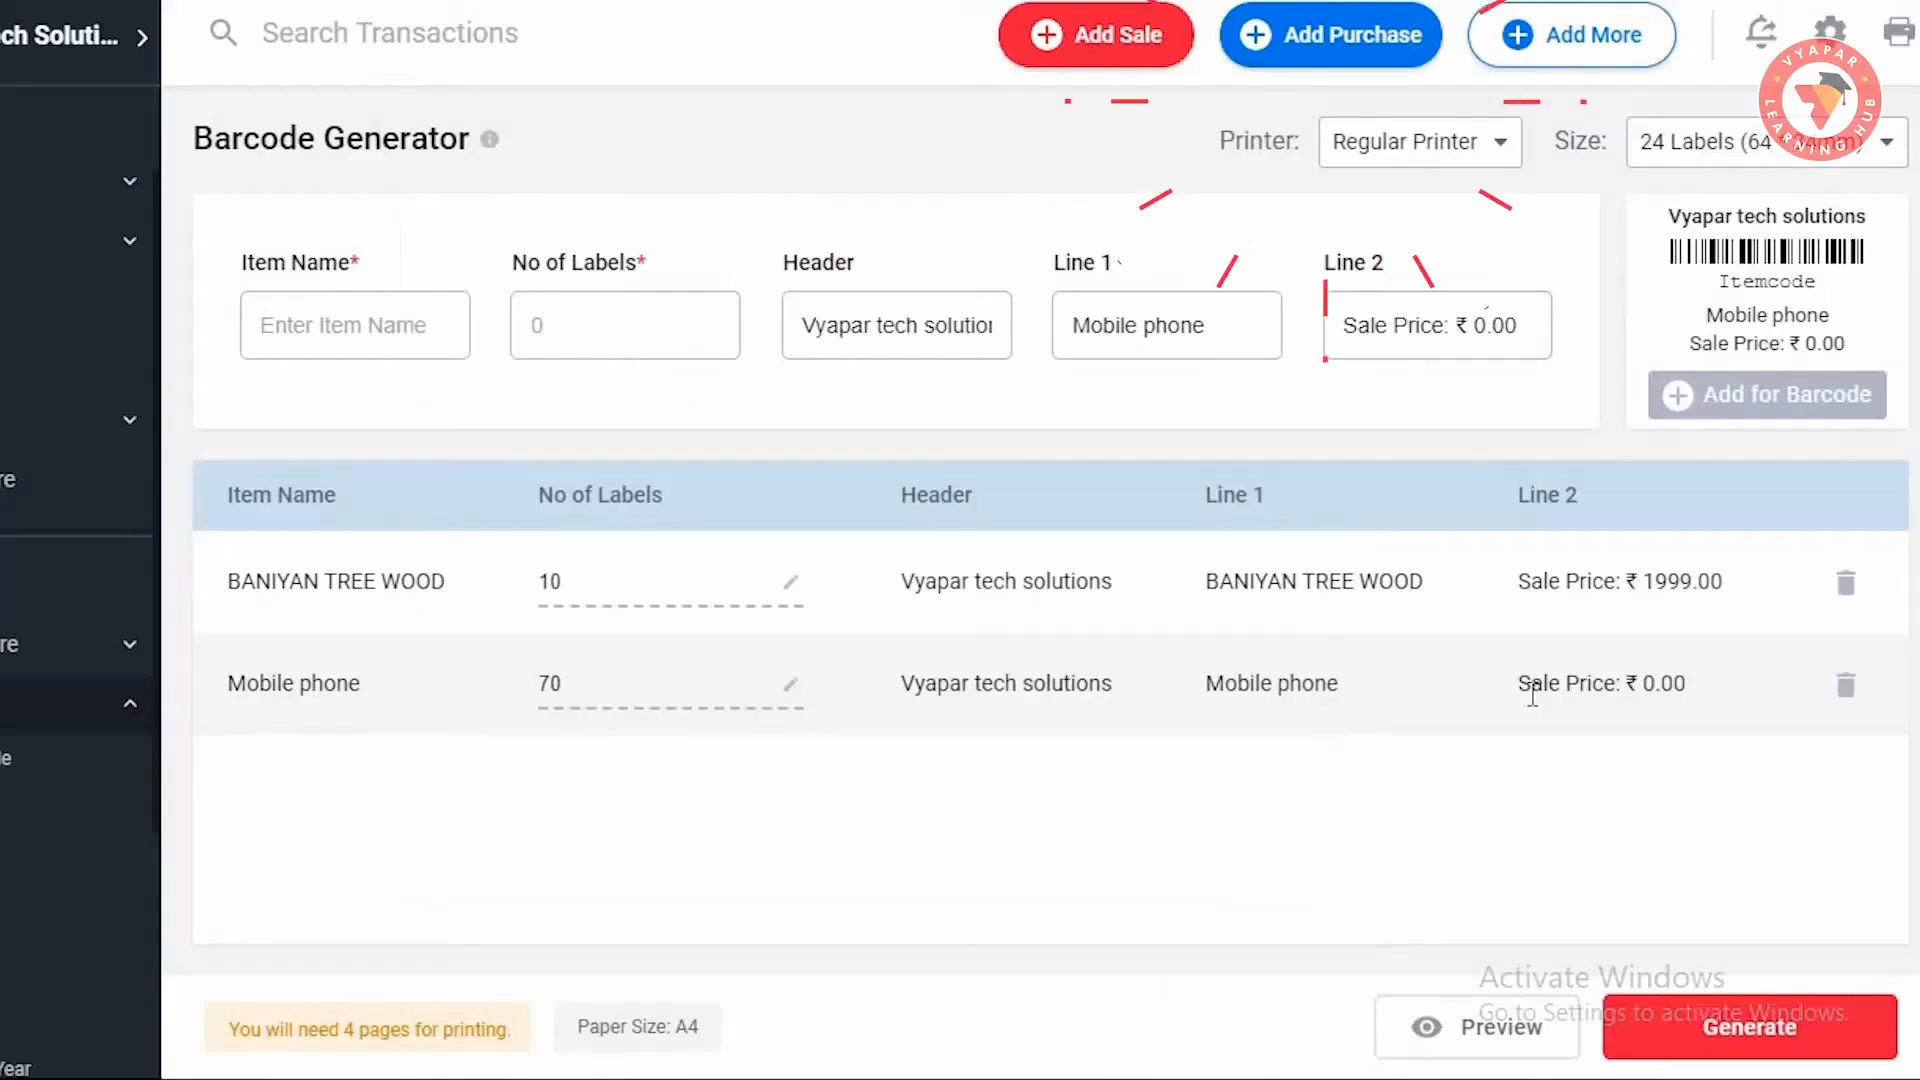 ch Soluti...
Search Transactions
Add Sale
Add Purchase
Add More
VYAPAR
LEARNING HUB
Barcode Generator
Printer:
Regular Printer
Size:
24 Labels (64
Item Name*
No of Labels*
Header
Line 1
Line 2
Enter Item Name
0
Vyapar tech solution
Mobile phone
Sale Price: ₹ 0.00
Vyapar tech solutions
Itemcode
Mobile phone
Sale Price: ₹ 0.00
Add for Barcode
Item Name
No of Labels
Header
Line 1
Line 2
BANIYAN TREE WOOD
10
Vyapar tech solutions
BANIYAN TREE WOOD
Sale Price: ₹ 1999.00
Mobile phone
70
Vyapar tech solutions
Mobile phone
Sale Price: ₹ 0.00
re
re
le
Year
You will need 4 pages for printing.
Paper Size: A4
Preview
Generate
Activate Windows
Go to Settings to activate Windows.